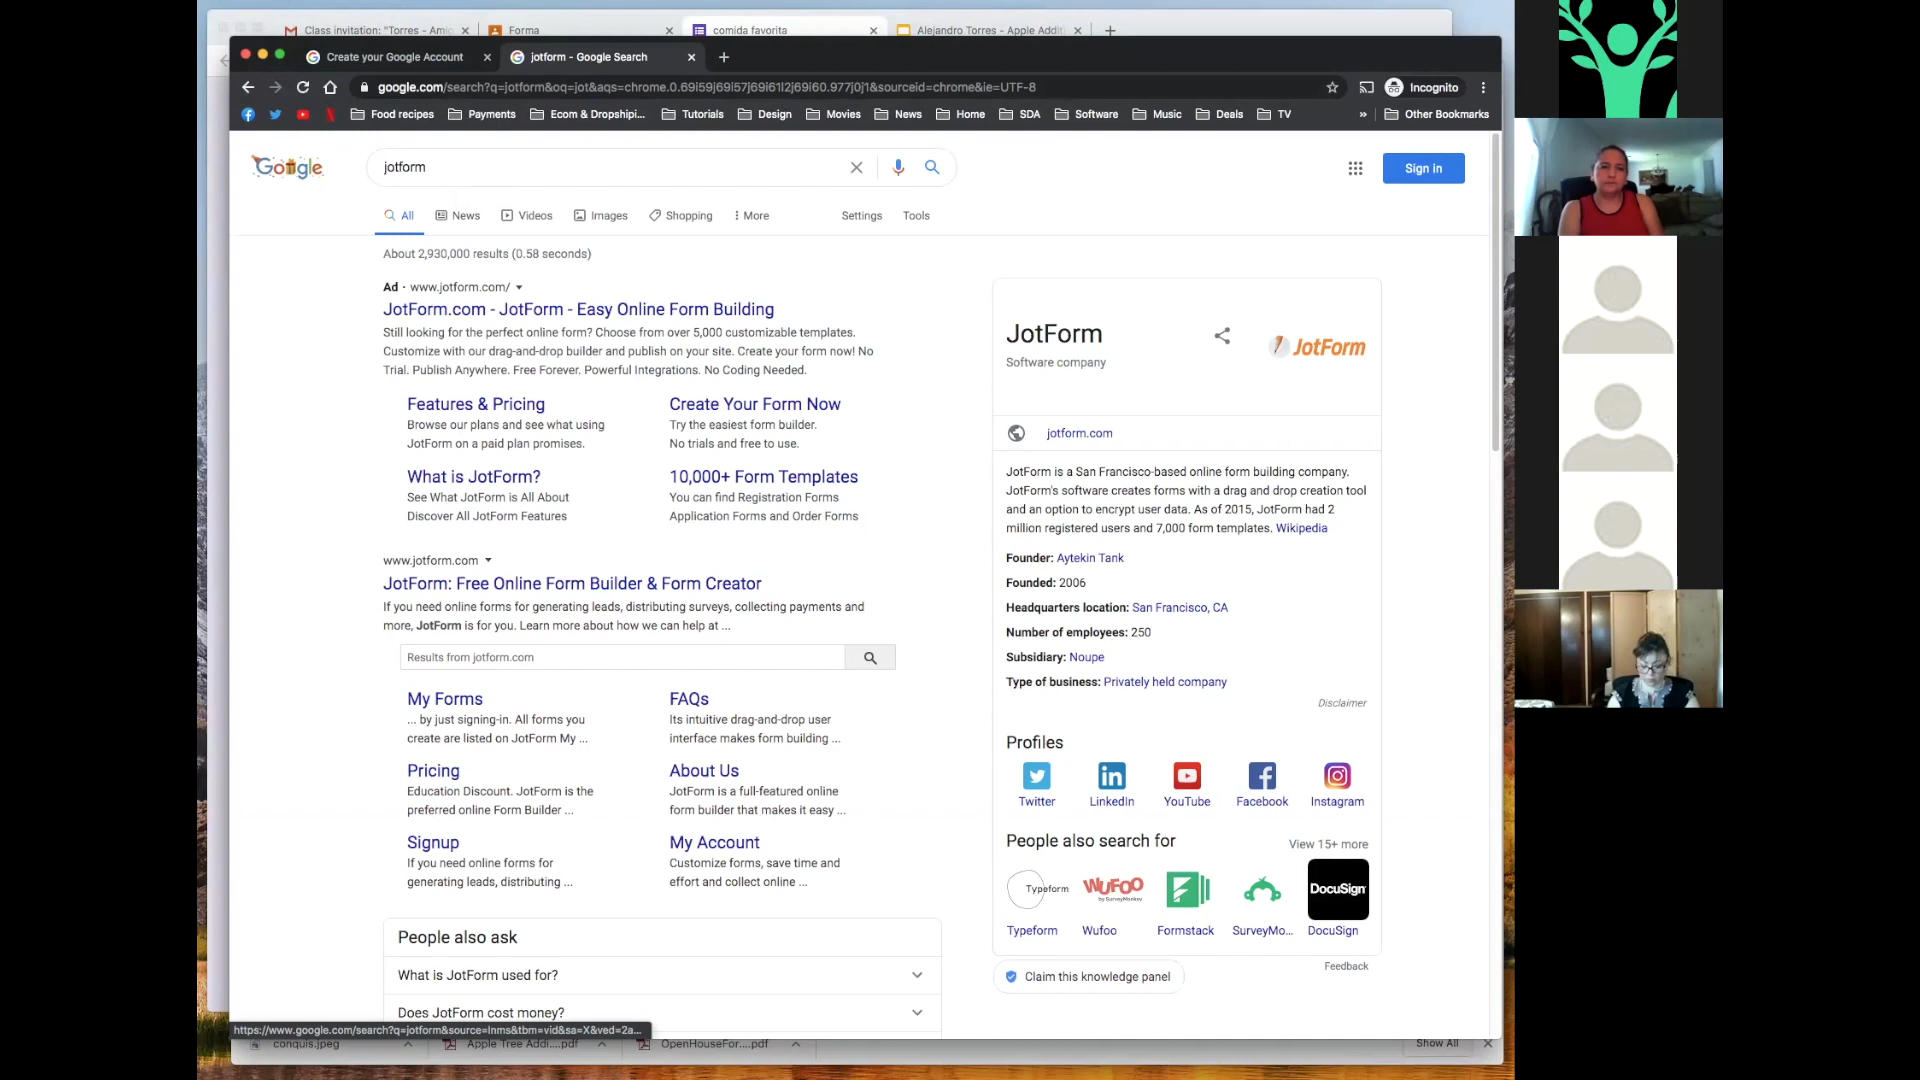 Class invitation: "Torres - Amic
Forma
comida favorita
Alejandro Torres - Apple Addit
Create your Google Account
jotform - Google Search
google.com/search?q=jotform&oq=jot&aqs=chrome.0.69i59j69i57j69i61l2j69i60.977j0j1&sourceid=chrome&ie=UTF-8
Incognito
Food recipes
Payments
Ecom & Dropshipi...
Tutorials
Design
Movies
News
Home
SDA
Software
Music
Deals
TV
»
Other Bookmarks
Google
jotform
Sign in
All
News
Videos
Images
Shopping
More
Settings
Tools
About 2,930,000 results (0.58 seconds)
Ad · www.jotform.com/
JotForm.com - JotForm - Easy Online Form Building
Still looking for the perfect online form? Choose from over 5,000 customizable templates.
Customize with our drag-and-drop builder and publish on your site. Create your form now! No
Trial. Publish Anywhere. Free Forever. Powerful Integrations. No Coding Needed.
Features & Pricing
Browse our plans and see what using
JotForm on a paid plan promises.
Create Your Form Now
Try the easiest form builder.
No trials and free to use.
What is JotForm?
See What JotForm is All About
Discover All JotForm Features
10,000+ Form Templates
You can find Registration Forms
Application Forms and Order Forms
www.jotform.com
JotForm: Free Online Form Builder & Form Creator
If you need online forms for generating leads, distributing surveys, collecting payments and
more, JotForm is for you. Learn more about how we can help at ...
Results from jotform.com
My Forms
... by just signing-in. All forms you
create are listed on JotForm My ...
FAQs
Its intuitive drag-and-drop user
interface makes form building ...
Pricing
Education Discount. JotForm is the
preferred online Form Builder ...
About Us
JotForm is a full-featured online
form builder that makes it easy ...
Signup
If you need online forms for
generating leads, distributing ...
My Account
Customize forms, save time and
effort and collect online ...
People also ask
What is JotForm used for?
Does JotForm cost money?
JotForm
Software company
JotForm
jotform.com
JotForm is a San Francisco-based online form building company.
JotForm's software creates forms with a drag and drop creation tool
and an option to encrypt user data. As of 2015, JotForm had 2
million registered users and 7,000 form templates. Wikipedia
Founder: Aytekin Tank
Founded: 2006
Headquarters location: San Francisco, CA
Number of employees: 250
Subsidiary: Noupe
Type of business: Privately held company
Disclaimer
Profiles
Twitter
LinkedIn
YouTube
Facebook
Instagram
People also search for
View 15+ more
Typeform
WUFOO
by SurveyMonkey
DocuSign
Typeform
Wufoo
Formstack
SurveyMo...
DocuSign
Feedback
Claim this knowledge panel
https://www.google.com/search?q=jotform&source=lnms&tbm=vid&sa=X&ved=2a...
conquis.jpeg
Apple Tree Addi....pdf
OpenHouseFor....pdf
Show All